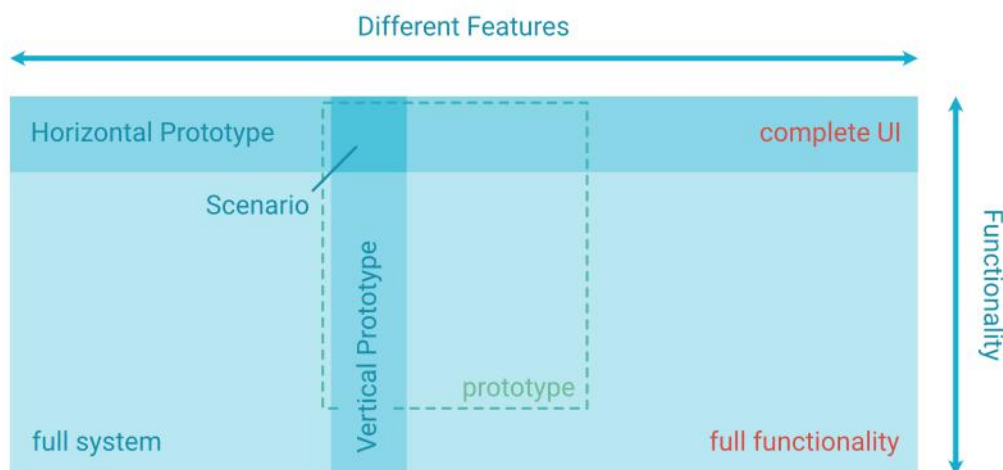 Different Features
Horizontal Prototype
complete UI
Scenario
Functionality
Vertical Prototype
prototype
full system
full functionality